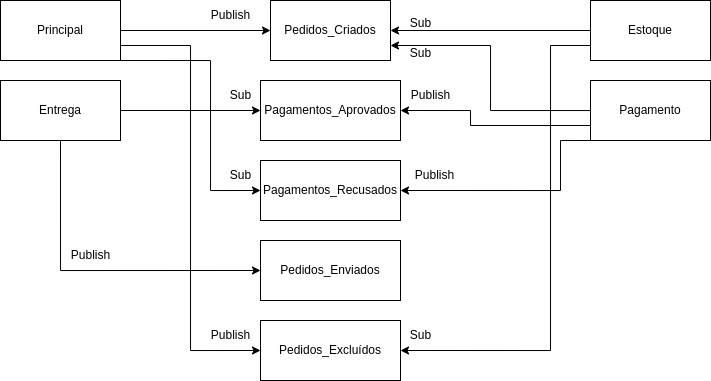 Principal
Publish
Pedidos_Criados
Sub
Estoque
Sub
Entrega
Sub
Pagamentos_Aprovados
Publish
Pagamento
Sub
Pagamentos_Recusados
Publish
Publish
Pedidos_Enviados
Publish
Pedidos_Excluídos
Sub